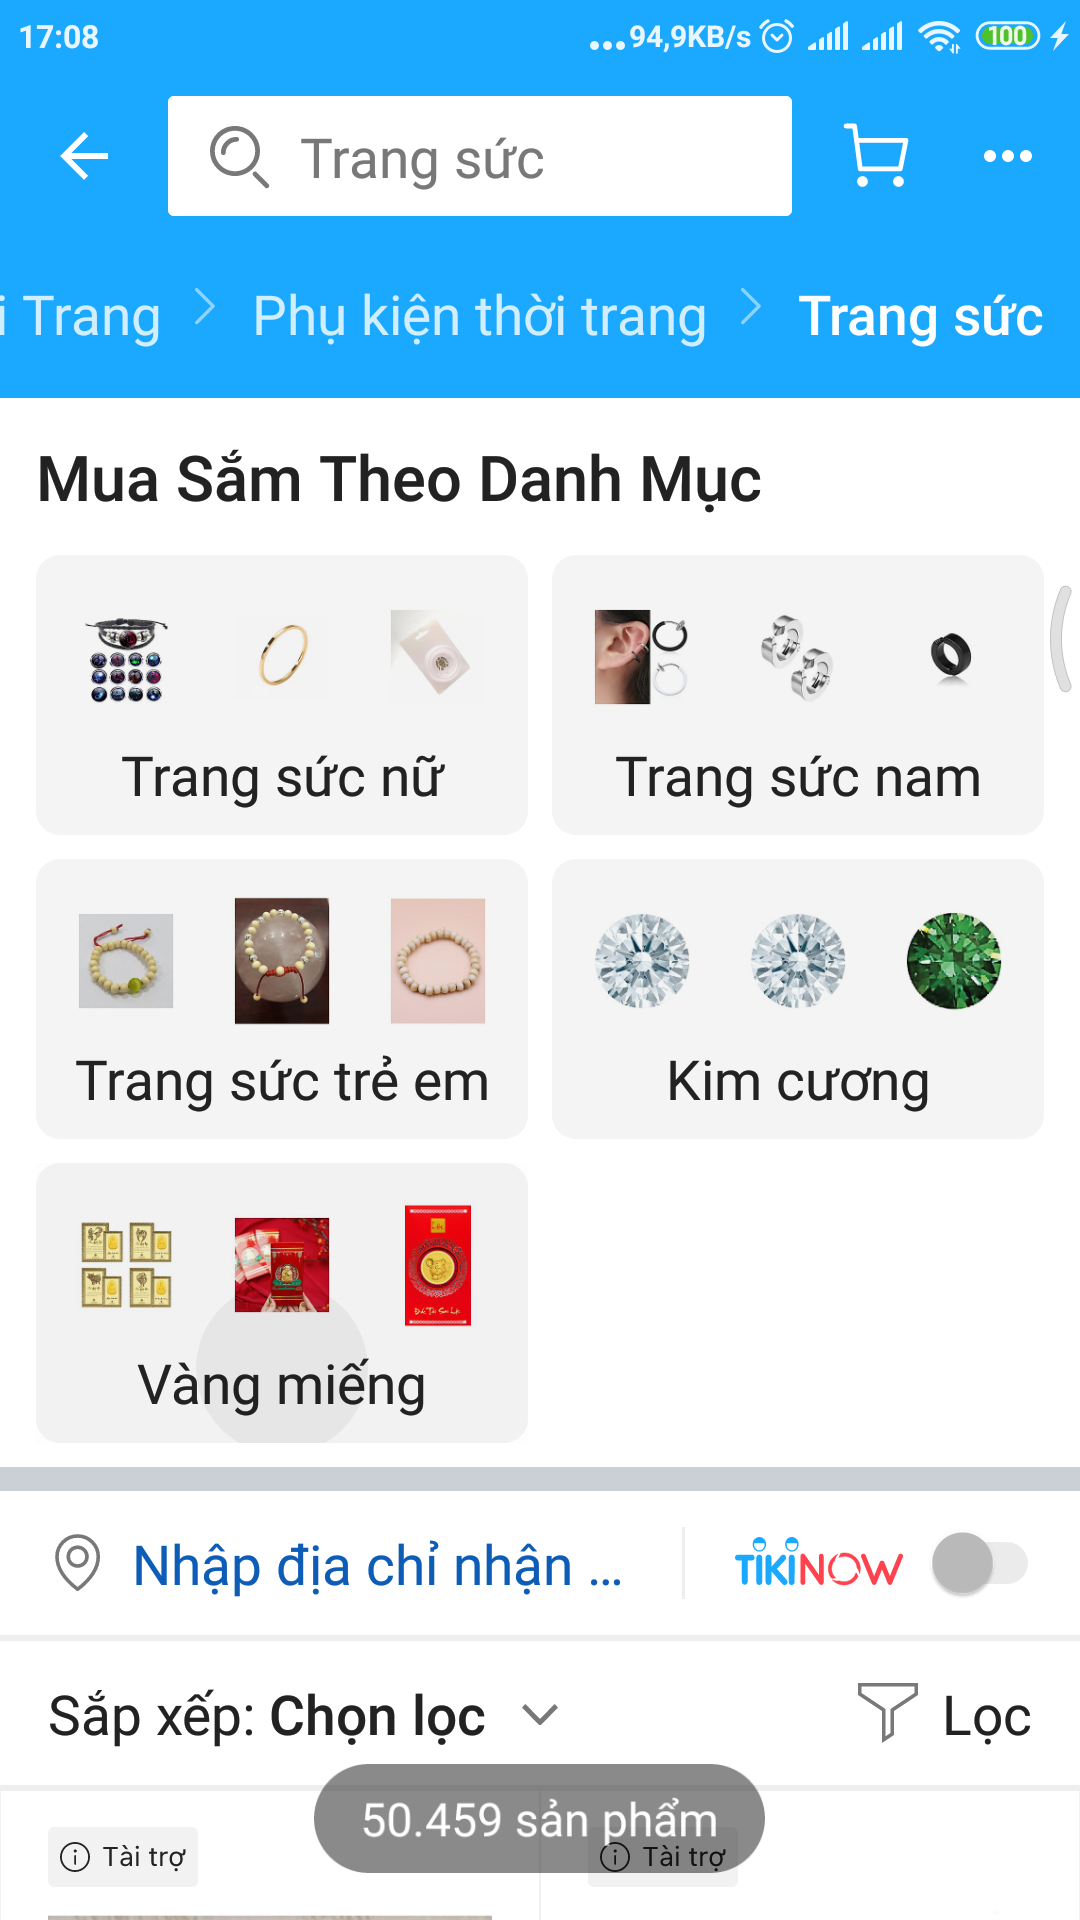 17:08
...94,9KB/s
100
Trang sức
i Trang
Phụ kiện thời trang
Trang sức
Mua Sắm Theo Danh Mục
Trang sức nữ
Trang sức nam
Trang sức trẻ em
Kim cương
Vàng miếng
Nhập địa chỉ nhận ...
TIKINOW
Sắp xếp: Chọn lọc
Lọc
50.459 sản phẩm
Tài trợ
Tài trợ